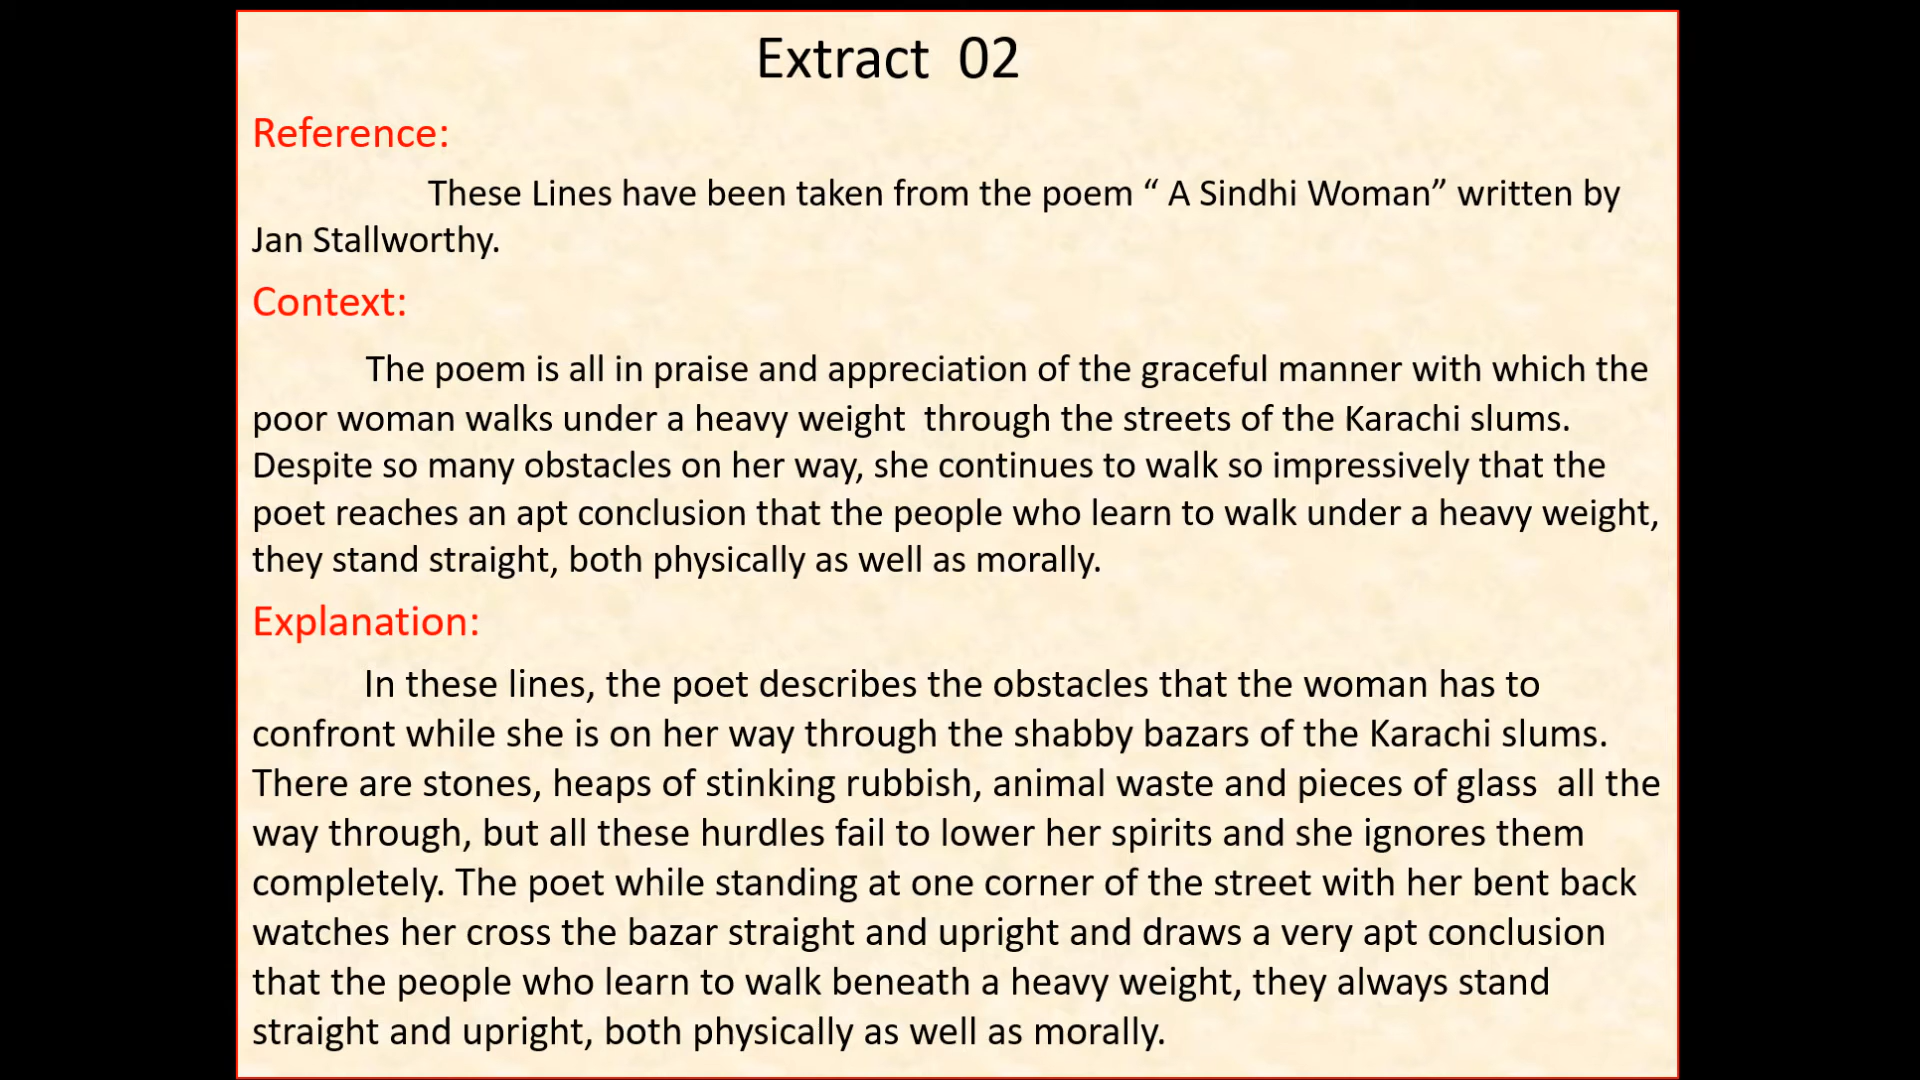 Extract 02
Reference:
These Lines have been taken from the poem “ A Sindhi Woman” written by
Jan Stallworthy.
Context:
The poem is all in praise and appreciation of the graceful manner with which the
poor woman walks under a heavy weight through the streets of the Karachi slums.
Despite so many obstacles on her way, she continues to walk so impressively that the
poet reaches an apt conclusion that the people who learn to walk under a heavy weight,
they stand straight, both physically as well as morally.
Explanation:
In these lines, the poet describes the obstacles that the woman has to
confront while she is on her way through the shabby bazars of the Karachi slums.
There are stones, heaps of stinking rubbish, animal waste and pieces of glass all the
way through, but all these hurdles fail to lower her spirits and she ignores them
completely. The poet while standing at one corner of the street with her bent back
watches her cross the bazar straight and upright and draws a very apt conclusion
that the people who learn to walk beneath a heavy weight, they always stand
straight and upright, both physically as well as morally.